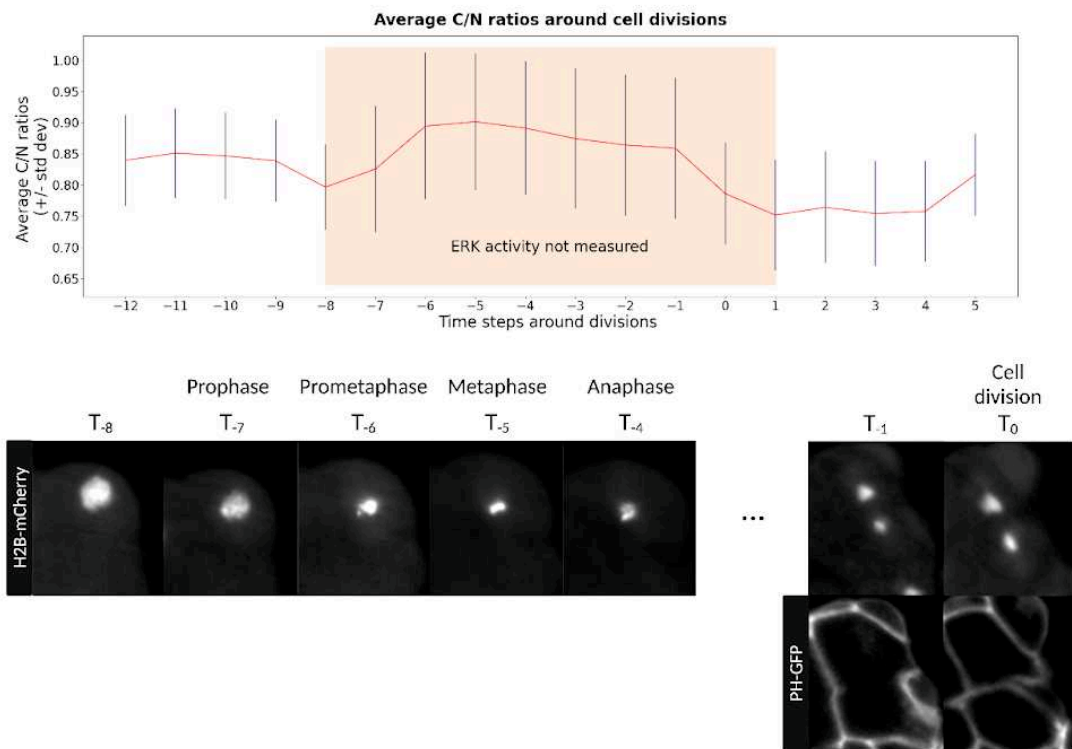 Average C/N ratios around cell divisions
Average C/N ratios
(+/- std dev)
1.00
0.95
0.90
0.85
0.80
0.75
0.70
0.65
ERK activity not measured
−12 −11 −10 −9 −8 −7 −6 −5 −4 −3 −2 −1 0 1 2 3 4 5
Time steps around divisions
Prophase Prometaphase Metaphase Anaphase Cell division
T-8 T-7 T-6 T-5 T-4 T-1 T0
H2B-mCherry
...
PH-GFP